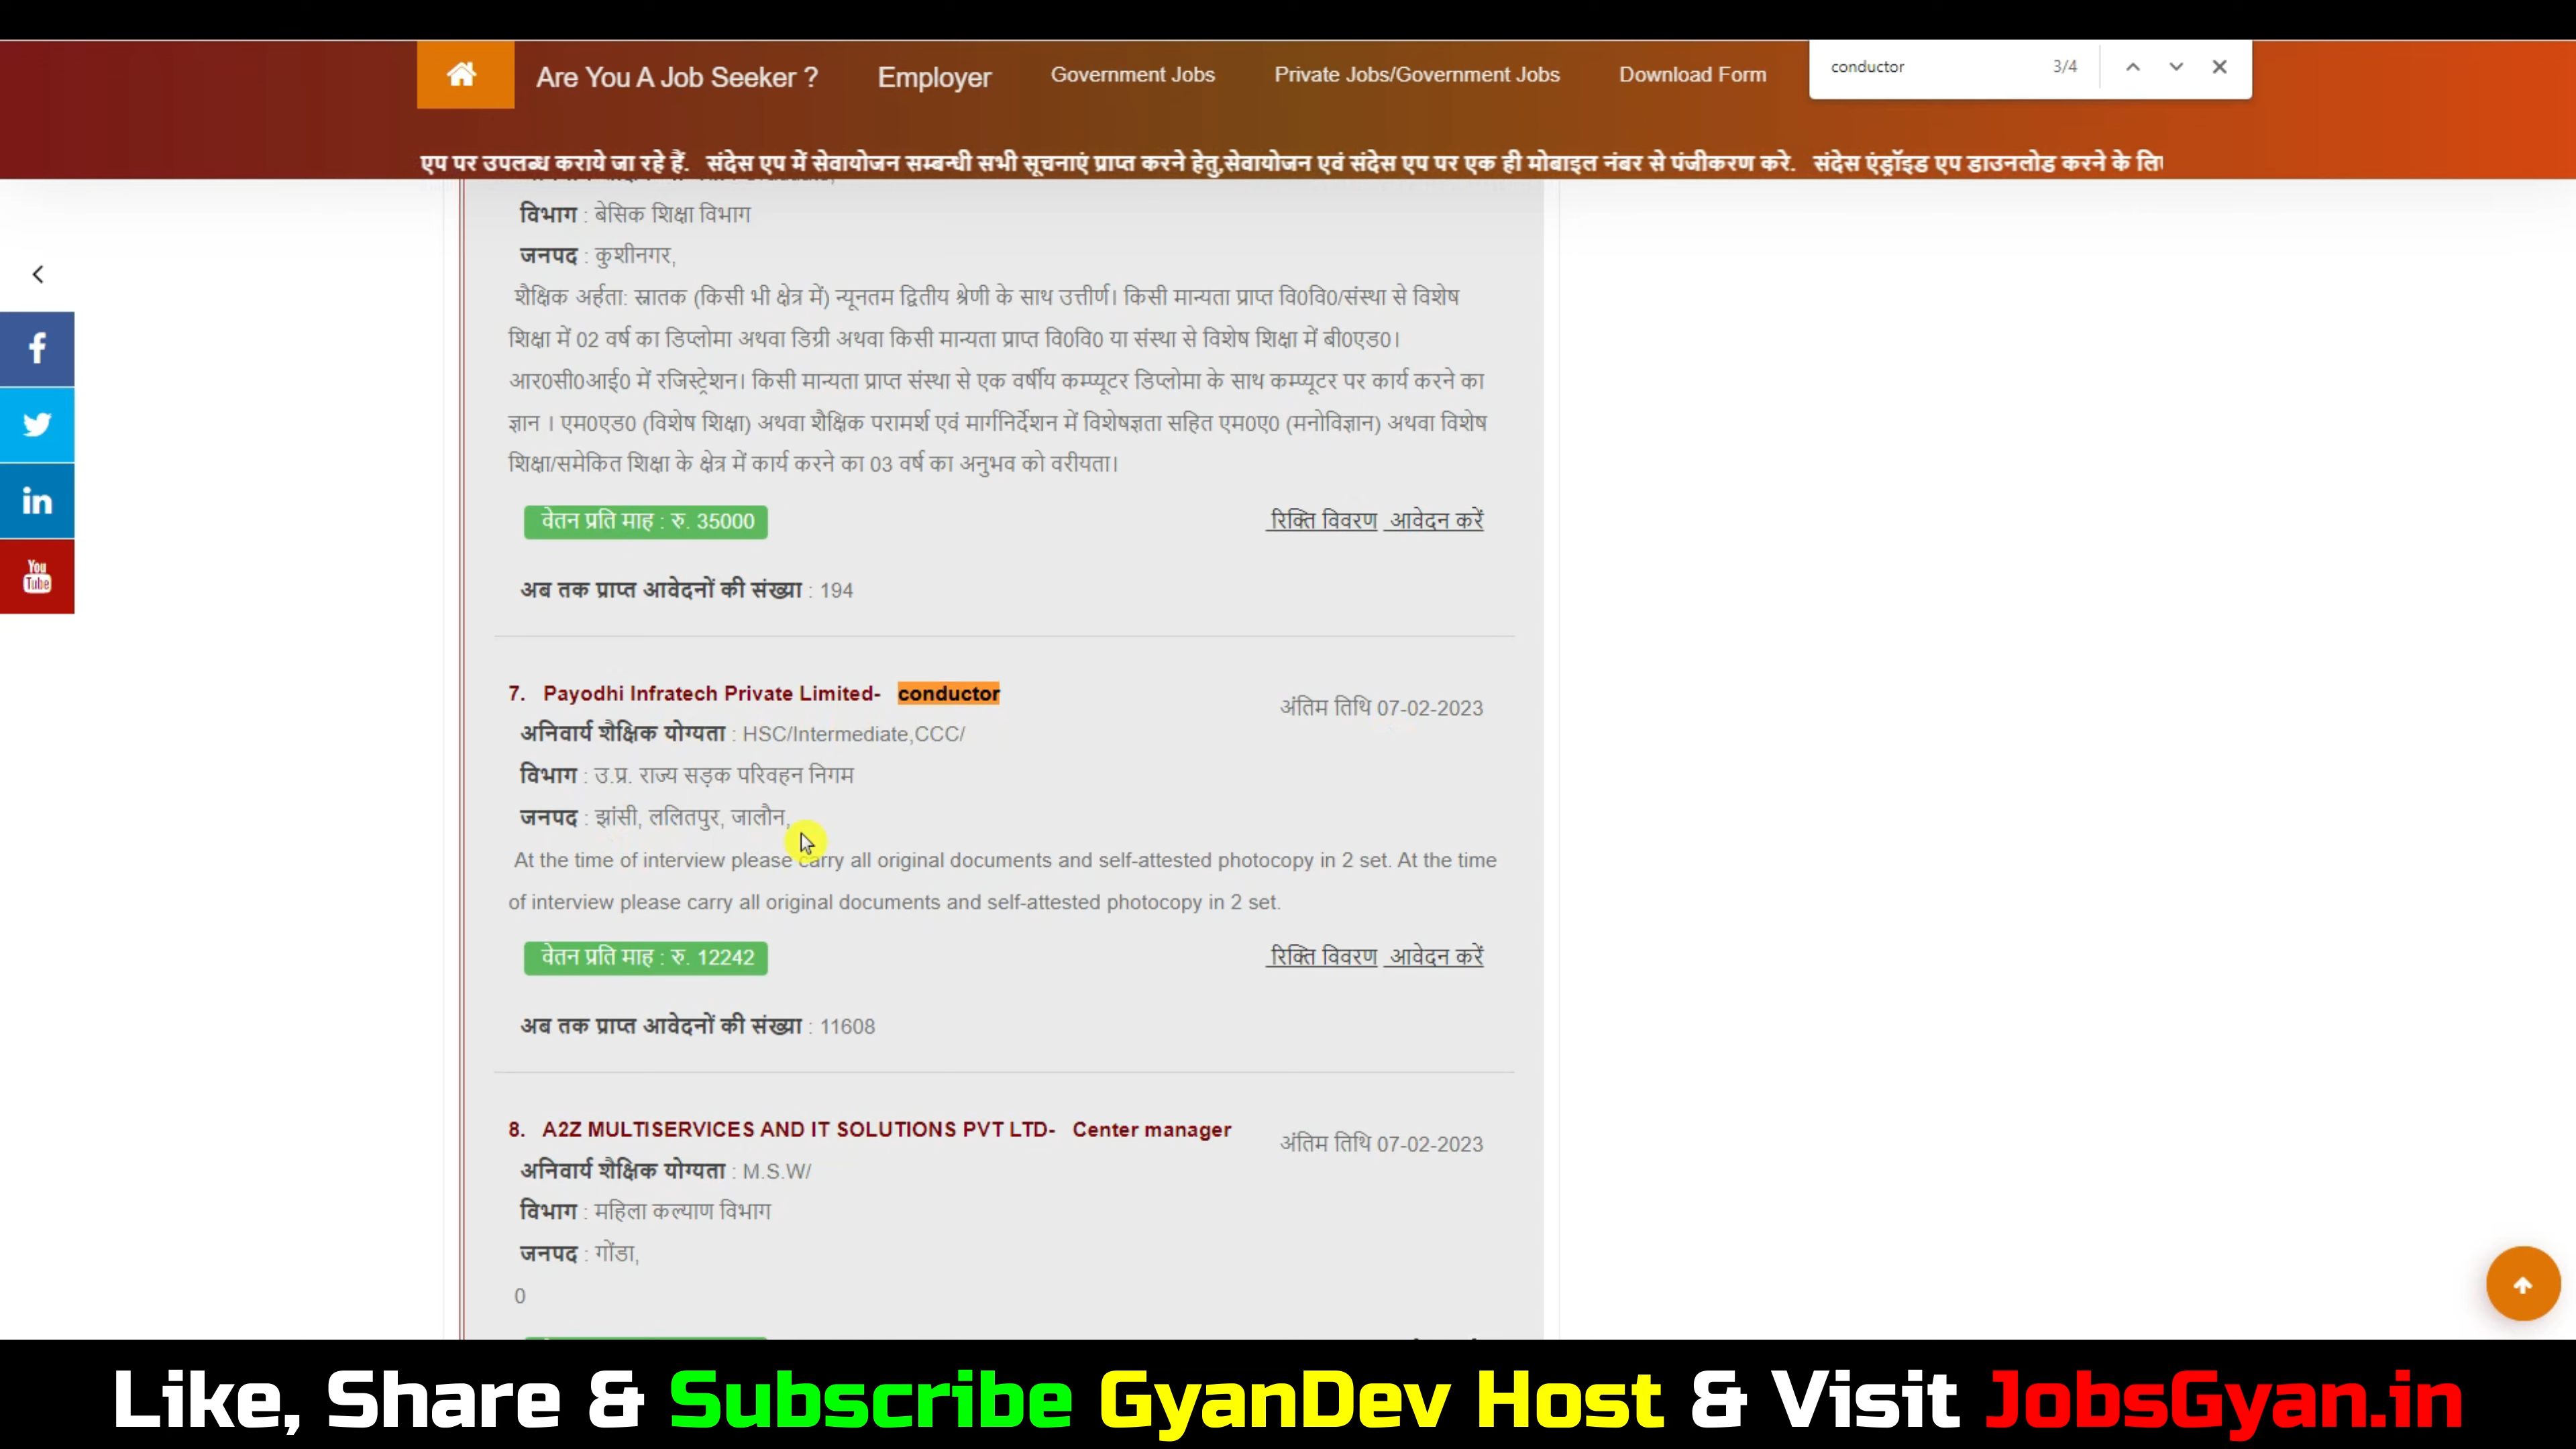 Are You A Job Seeker ?
Employer
Government Jobs
Private Jobs/Government Jobs
Download Form
conductor
3/4
एप पर उपलब्ध कराये जा रहे हैं. संदेस एप में सेवायोजन सम्बन्धी सभी सूचनाएं प्राप्त करने हेतु,सेवायोजन एवं संदेस एप पर एक ही मोबाइल नंबर से पंजीकरण करे. संदेस एंड्रॉइड एप डाउनलोड करने के
विभाग : बेसिक शिक्षा विभाग
जनपद : कुशीनगर,
शैक्षिक अर्हता: स्नातक (किसी भी क्षेत्र में) न्यूनतम द्वितीय श्रेणी के साथ उत्तीर्ण। किसी मान्यता प्राप्त वि0वि0/संस्था से विशेष
शिक्षा में 02 वर्ष का डिप्लोमा अथवा डिग्री अथवा किसी मान्यता प्राप्त वि0वि0 या संस्था से विशेष शिक्षा में बी0एड0।
आर0सी0आई0 में रजिस्ट्रेशन। किसी मान्यता प्राप्त संस्था से एक वर्षीय कम्प्यूटर डिप्लोमा के साथ कम्प्यूटर पर कार्य करने का
ज्ञान । एम0एड0 (विशेष शिक्षा) अथवा शैक्षिक परामर्श एवं मार्गनिर्देशन में विशेषज्ञता सहित एम0ए0 (मनोविज्ञान) अथवा विशेष
शिक्षा/समेकित शिक्षा के क्षेत्र में कार्य करने का 03 वर्ष का अनुभव को वरीयता।
वेतन प्रति माह : रु. 35000
रिक्ति विवरण आवेदन करें
अब तक प्राप्त आवेदनों की संख्या : 194
7. Payodhi Infratech Private Limited- conductor
अंतिम तिथि 07-02-2023
अनिवार्य शैक्षिक योग्यता : HSC/Intermediate,CCC/
विभाग : उ.प्र. राज्य सड़क परिवहन निगम
जनपद : झांसी, ललितपुर, जालौन,
At the time of interview please carry all original documents and self-attested photocopy in 2 set. At the time
of interview please carry all original documents and self-attested photocopy in 2 set.
वेतन प्रति माह : रु. 12242
रिक्ति विवरण आवेदन करें
अब तक प्राप्त आवेदनों की संख्या : 11608
8. A2Z MULTISERVICES AND IT SOLUTIONS PVT LTD- Center manager
अंतिम तिथि 07-02-2023
अनिवार्य शैक्षिक योग्यता : M.S.W/
विभाग : महिला कल्याण विभाग
जनपद : गोंडा,
0
You
Tube
Like, Share & Subscribe GyanDev Host & Visit JobsGyan.in